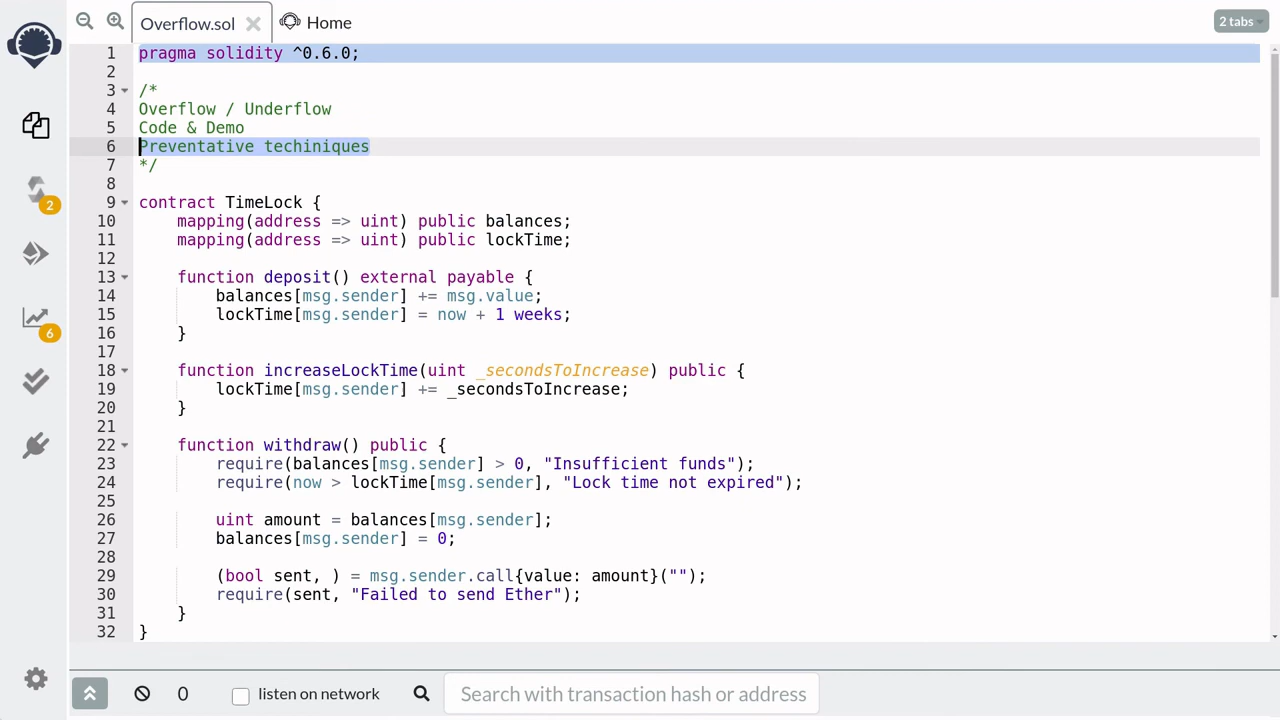 Overflow.sol
Home
2 tabs
1 pragma solidity ^0.6.0;
2
3 /*
4 Overflow / Underflow
5 Code & Demo
6 Preventative techiniques
7 */
8
9 contract TimeLock {
10     mapping(address => uint) public balances;
11     mapping(address => uint) public lockTime;
12
13     function deposit() external payable {
14         balances[msg.sender] += msg.value;
15         lockTime[msg.sender] = now + 1 weeks;
16     }
17
18     function increaseLockTime(uint _secondsToIncrease) public {
19         lockTime[msg.sender] += _secondsToIncrease;
20     }
21
22     function withdraw() public {
23         require(balances[msg.sender] > 0, "Insufficient funds");
24         require(now > lockTime[msg.sender], "Lock time not expired");
25
26         uint amount = balances[msg.sender];
27         balances[msg.sender] = 0;
28
29         (bool sent, ) = msg.sender.call{value: amount}("");
30         require(sent, "Failed to send Ether");
31     }
32 }
2
6
0 listen on network Search with transaction hash or address